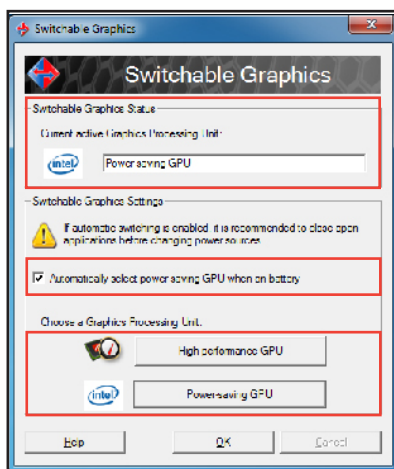 Switchable Graphics
Switchable Graphics
Switchable Graphics Status
Current active Graphics Processing Unit:
intel
Power saving GPU
Switchable Graphics Settings
If automatic switching is enabled, it is recommended to close open
applications before changing power sources
Automatically select power saving GPU when on battery
Choose a Graphics Processing Unit:
High performance GPU
intel
Power-saving GPU
Help OK Cancel